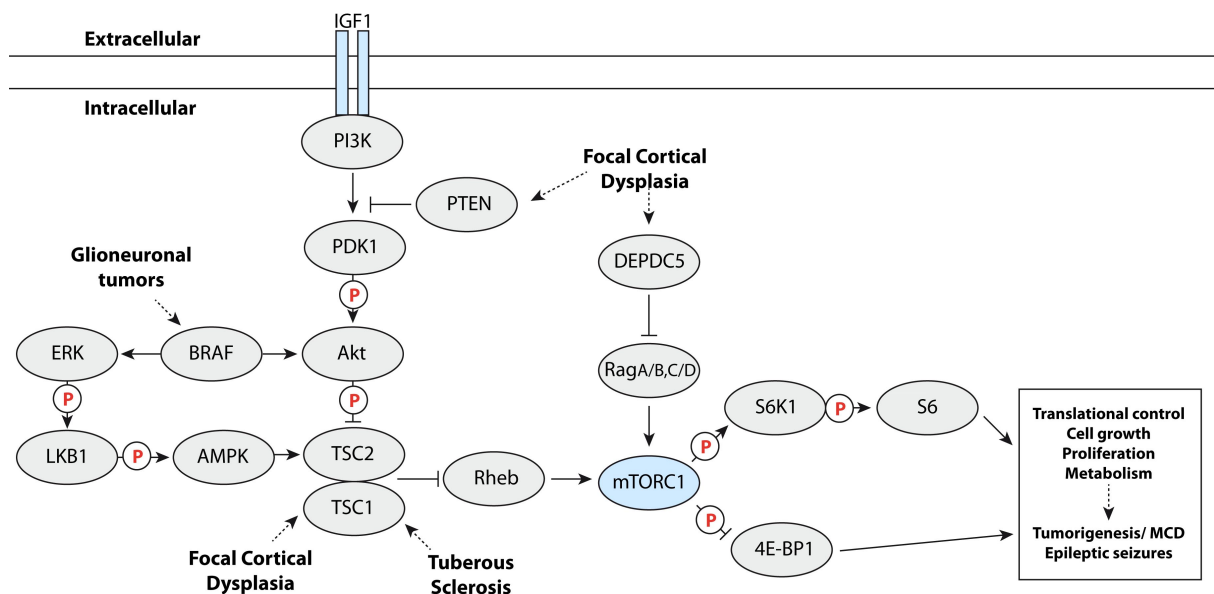 IGF1
Extracellular
Intracellular
PI3K
Focal Cortical
Dysplasia
PTEN
PDK1
DEPDC5
Glioneuronal
tumors
P
ERK
BRAF
Akt
RagA/B,C/D
P
P
S6K1
P
S6
Translational control
Cell growth
Proliferation
Metabolism
LKB1
P
AMPK
TSC2
Rheb
mTORC1
P
TSC1
P
4E-BP1
Tumorigenesis/ MCD
Epileptic seizures
Focal Cortical
Dysplasia
Tuberous
Sclerosis